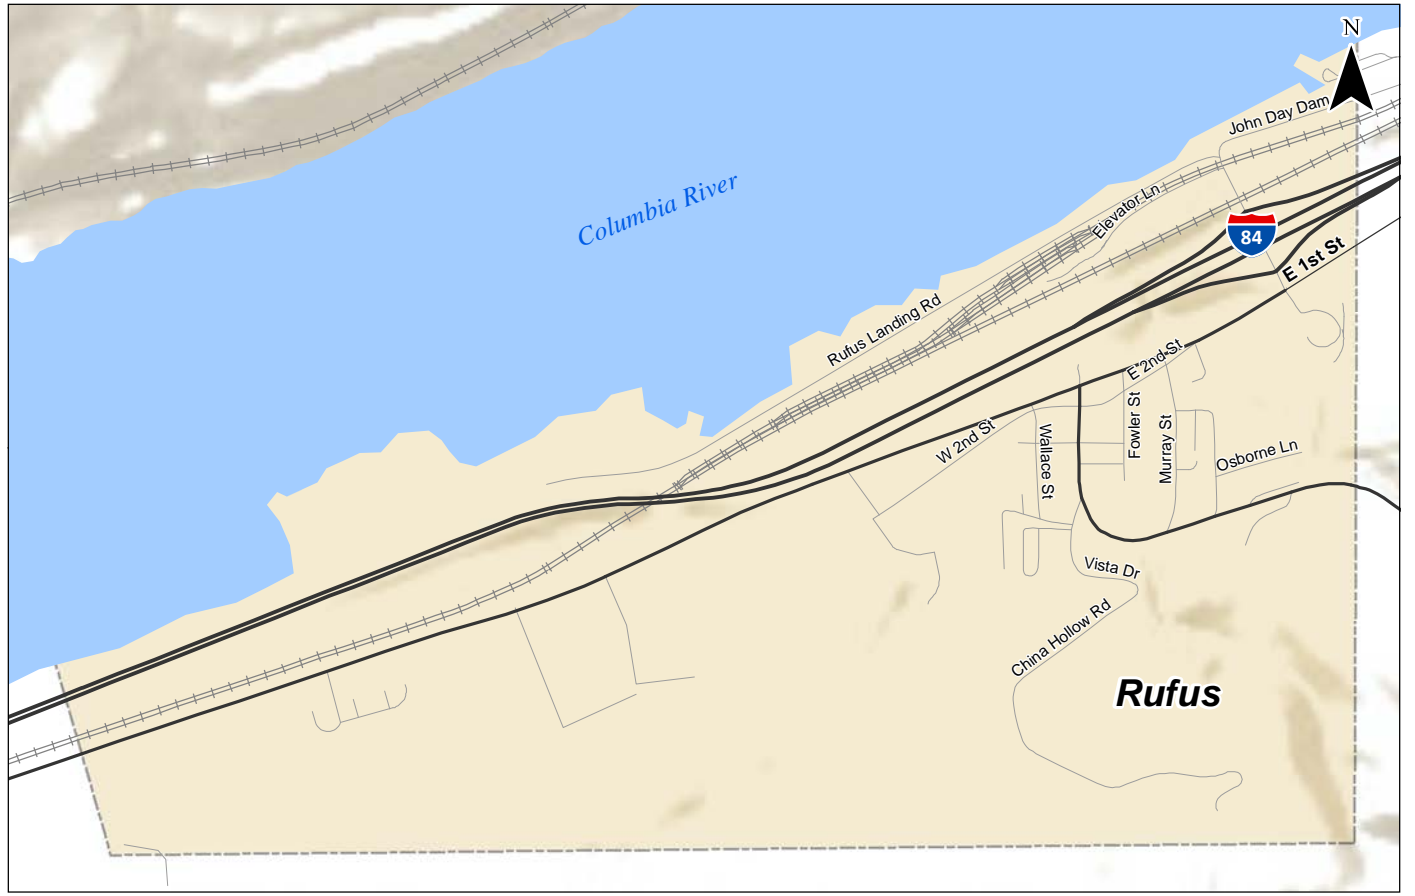 N
John Day Dam
Columbia River
Elevator Ln
84
E 1st St
Rufus Landing Rd
E 2nd St
Fowler St
Murray St
W 2nd St
Wallace St
Osborne Ln
Vista Dr
China Hollow Rd
Rufus